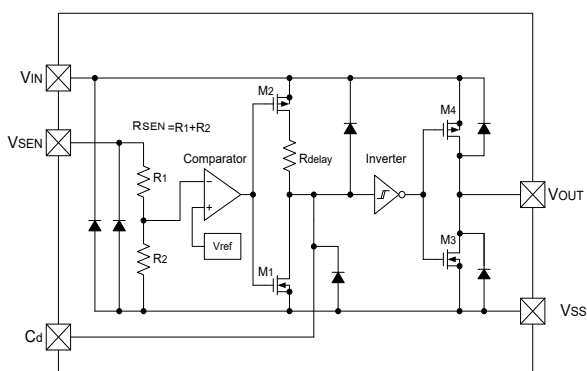 VIN
M2
M4
VSEN
RSEN=R1+R2
Comparator
Rdelay
Inverter
R1
−
+
VOUT
Vref
M1
M3
R2
VSS
Cd